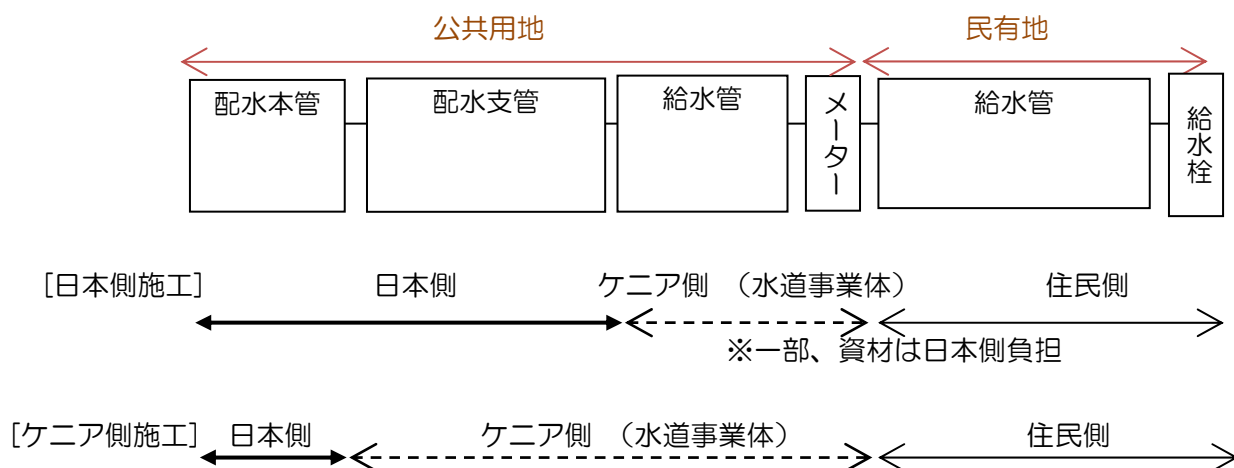 公共用地 民有地
配水本管 配水支管 給水管 メーター 給水管 給水栓
[日本側施工] 日本側 ケニア側 （水道事業体） 住民側
※一部、資材は日本側負担
[ケニア側施工] 日本側 ケニア側 （水道事業体） 住民側